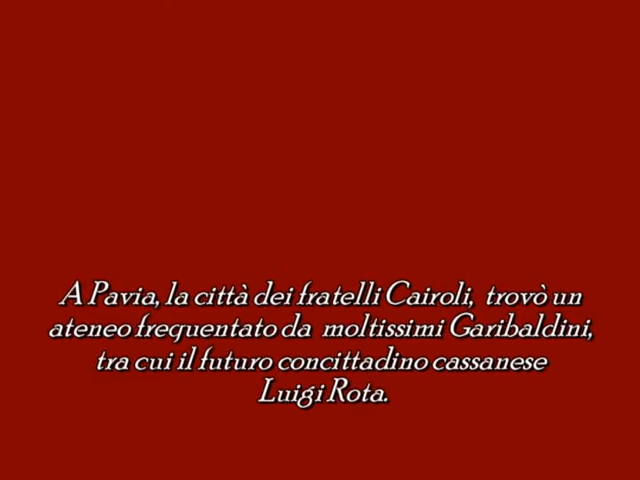 A Pavia, la città dei fratelli Cairoli, trovò un
ateneo frequentato da moltissimi Garibaldini,
tra cui il futuro concittadino cassanese
Luigi Rota.